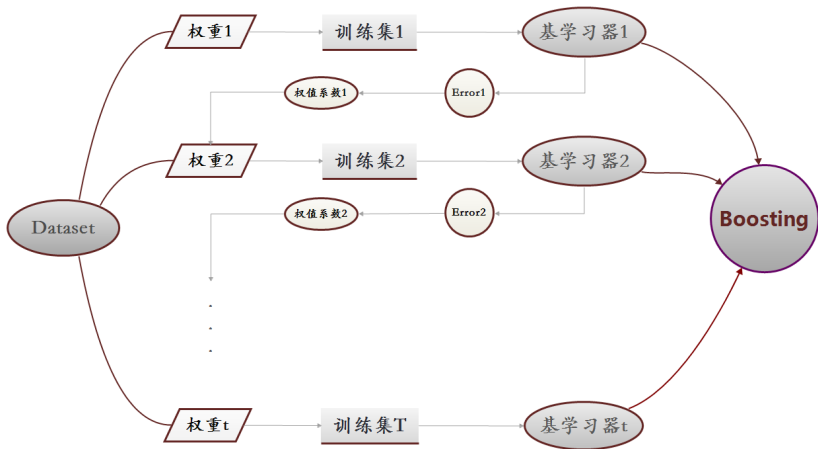 权重1
训练集1
基学习器1
权值系数1
Error1
权重2
训练集2
基学习器2
Dataset
权值系数2
Error2
Boosting
权重t
训练集T
基学习器t